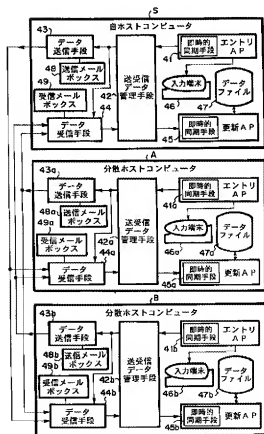 S
自ホストコンピュータ
43
データ
送信手段
48
送信メール
ボックス
49
受信メール
ボックス
42
44
データ
受信手段
送受信
データ
管理手段
41
即時的
同期手段
エントリ
AP
入力端末
46
データ
ファイル
47
45
即時的
同期手段
更新AP
A
分散ホストコンピュータ
43a
データ
送信手段
48a
送信メール
ボックス
49a
受信メール
ボックス
42a
44a
データ
受信手段
送受信
データ
管理手段
41a
即時的
同期手段
エントリ
AP
入力端末
46a
データ
ファイル
47a
45a
即時的
同期手段
更新AP
B
分散ホストコンピュータ
43b
データ
送信手段
48b
送信メール
ボックス
49b
受信メール
ボックス
42b
44b
データ
受信手段
送受信
データ
管理手段
41b
即時的
同期手段
エントリ
AP
入力端末
46b
データ
ファイル
47b
45b
即時的
同期手段
更新AP